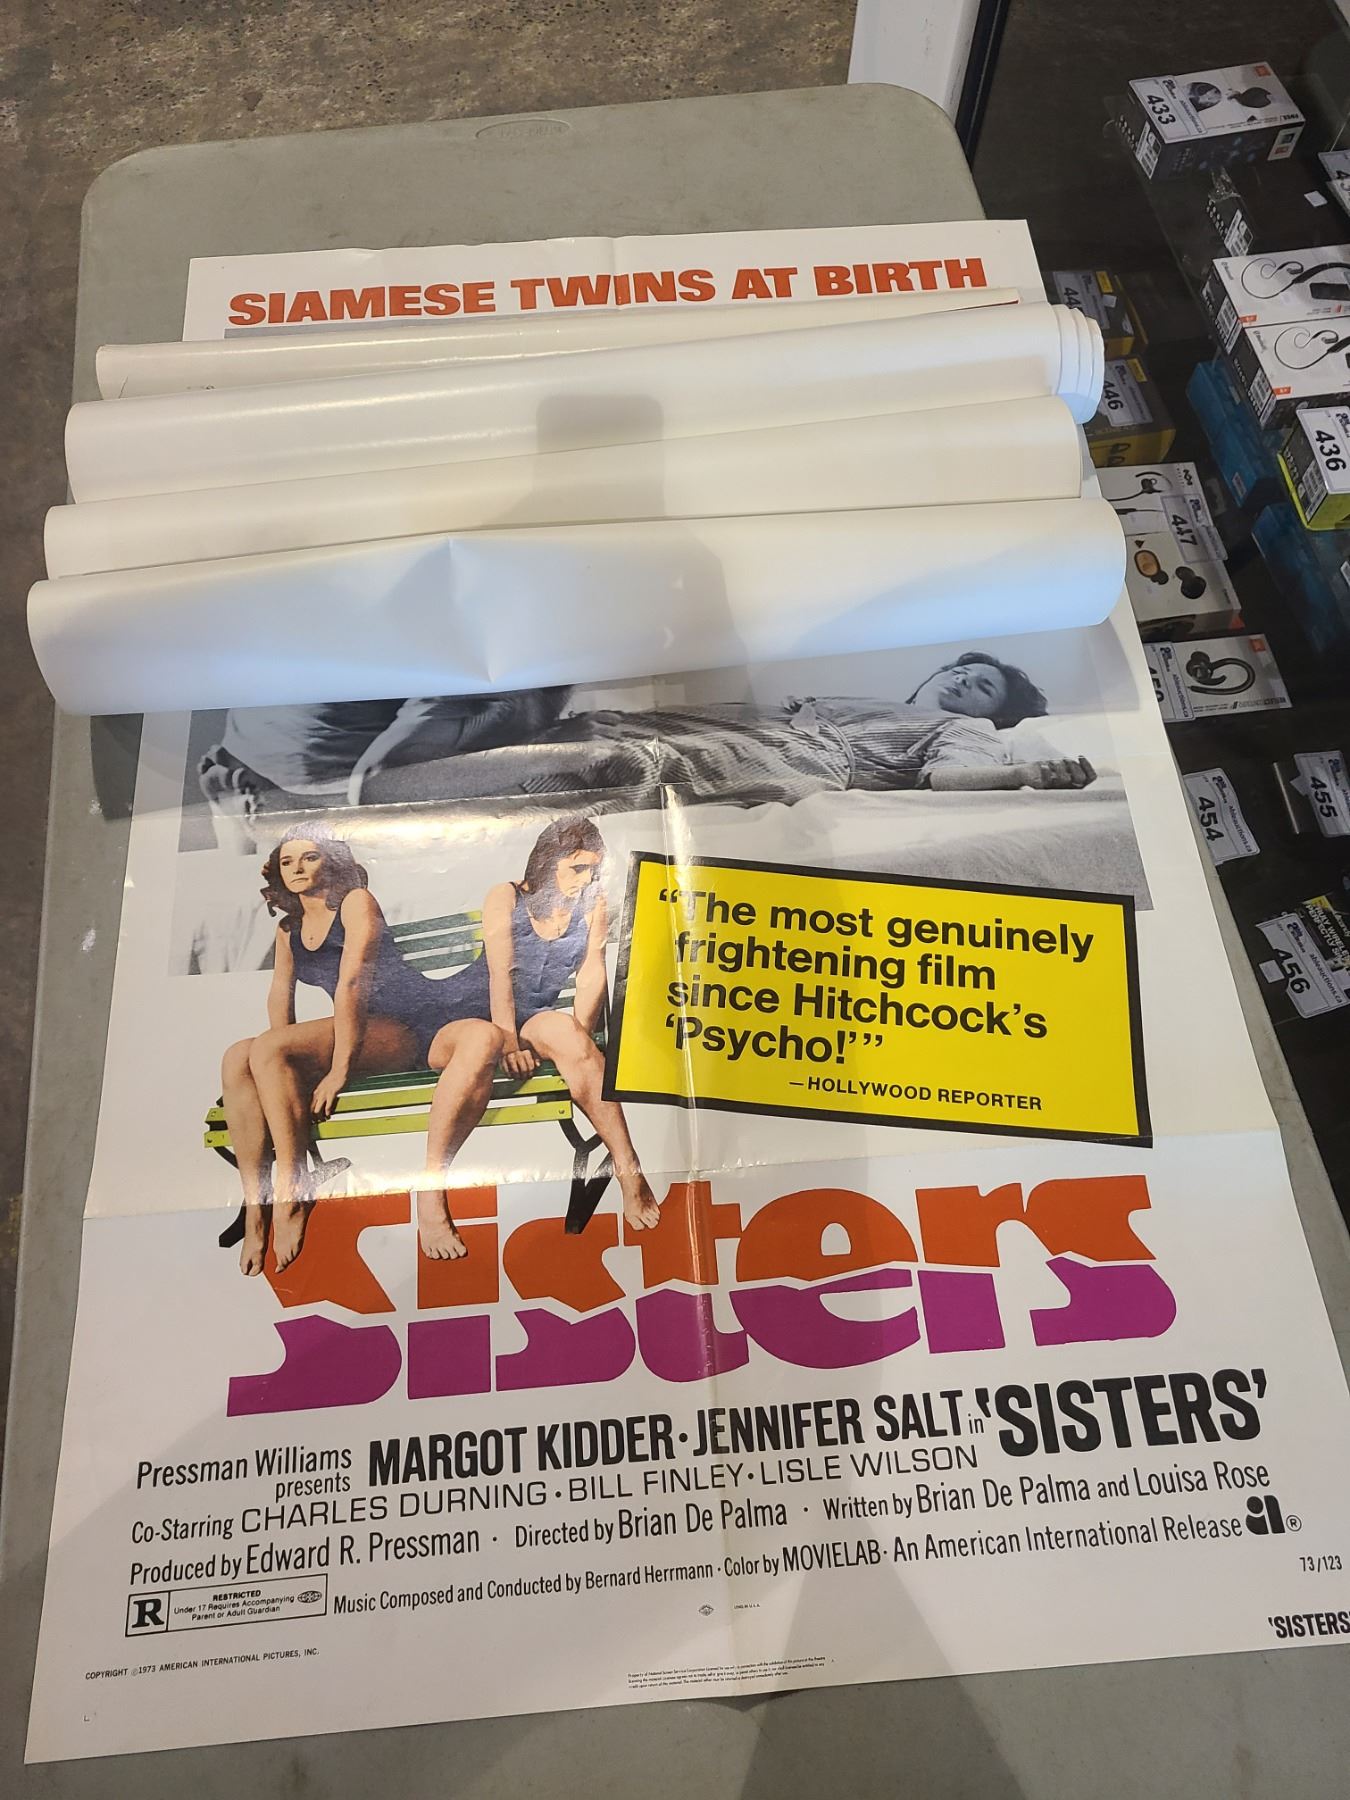 SIAMESE TWINS AT BIRTH
“The most genuinely
frightening film
since Hitchcock’s
‘Psycho!’”
—HOLLYWOOD REPORTER
sisters
Pressman Williams
presents
MARGOT KIDDER · JENNIFER SALT in 'SISTERS'
Co-Starring CHARLES DURNING · BILL FINLEY · LISLE WILSON
Produced by Edward R. Pressman · Directed by Brian De Palma · Written by Brian De Palma and Louisa Rose
Music Composed and Conducted by Bernard Herrmann · Color by MOVIELAB · An American International Release ai®
R
RESTRICTED
Under 17 Requires Accompanying
Parent or Adult Guardian
73/123
'SISTERS'
COPYRIGHT ©1973 AMERICAN INTERNATIONAL PICTURES, INC.
433
446
436
447
454
455
456